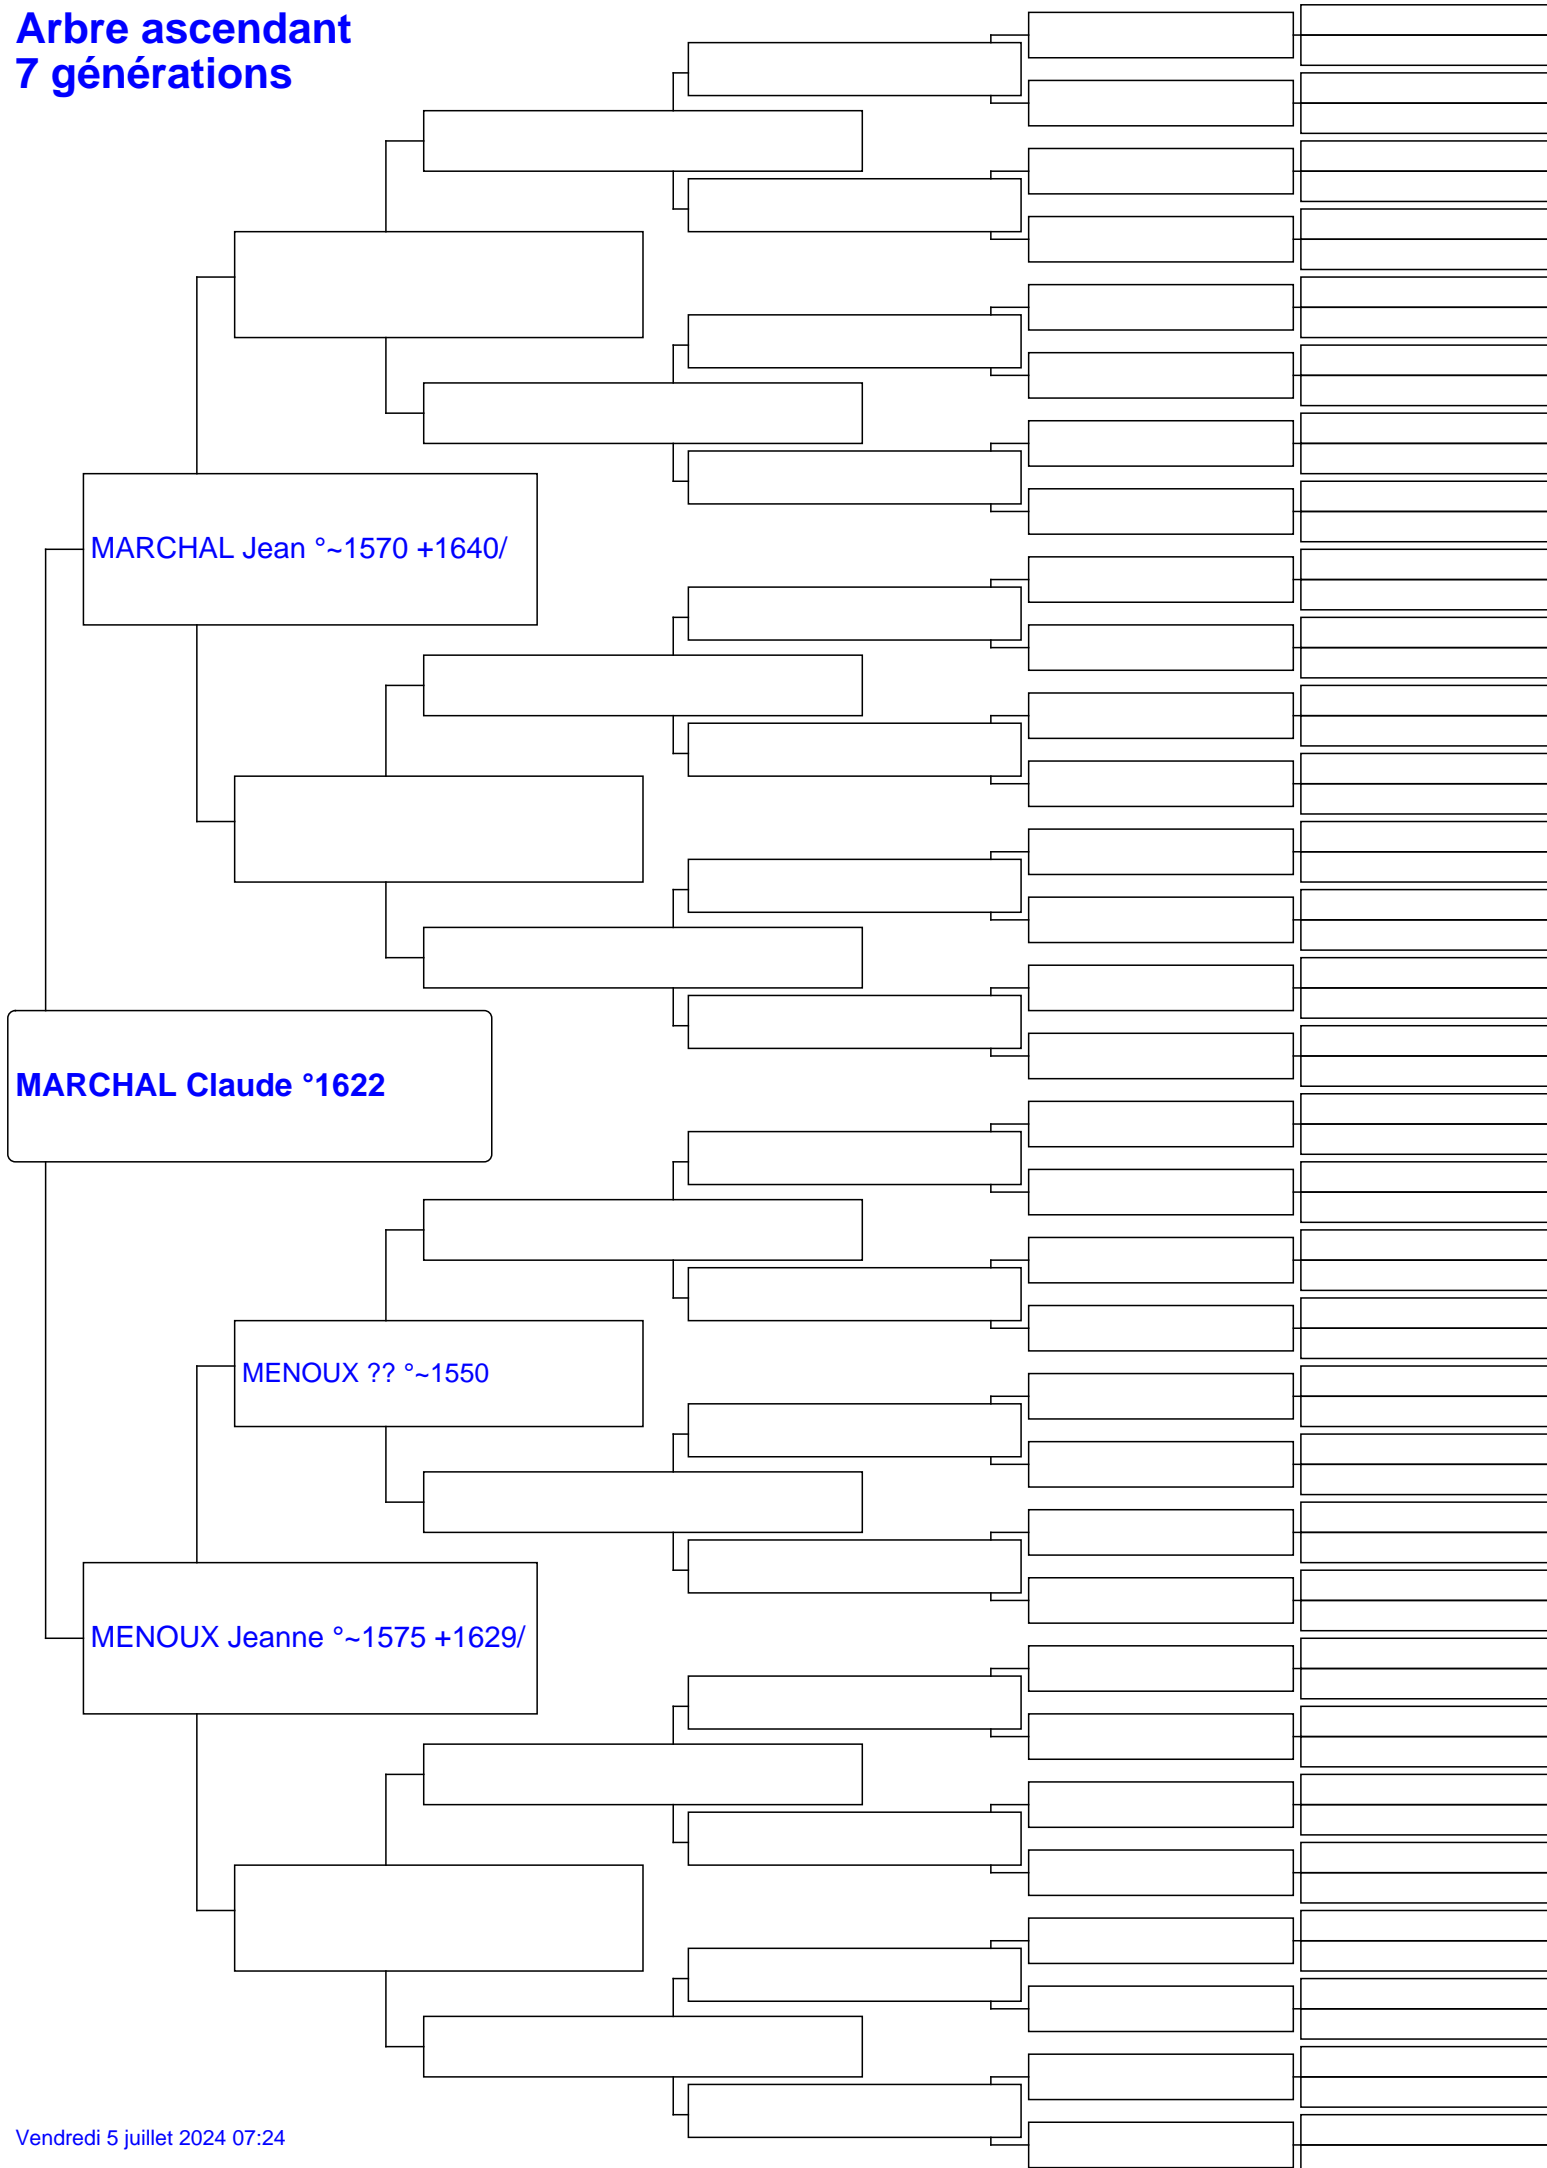 Arbre ascendant
7 générations
MARCHAL Jean °~1570 +1640/
MARCHAL Claude °1622
MENOUX ?? °~1550
MENOUX Jeanne °~1575 +1629/
Vendredi 5 juillet 2024 07:24